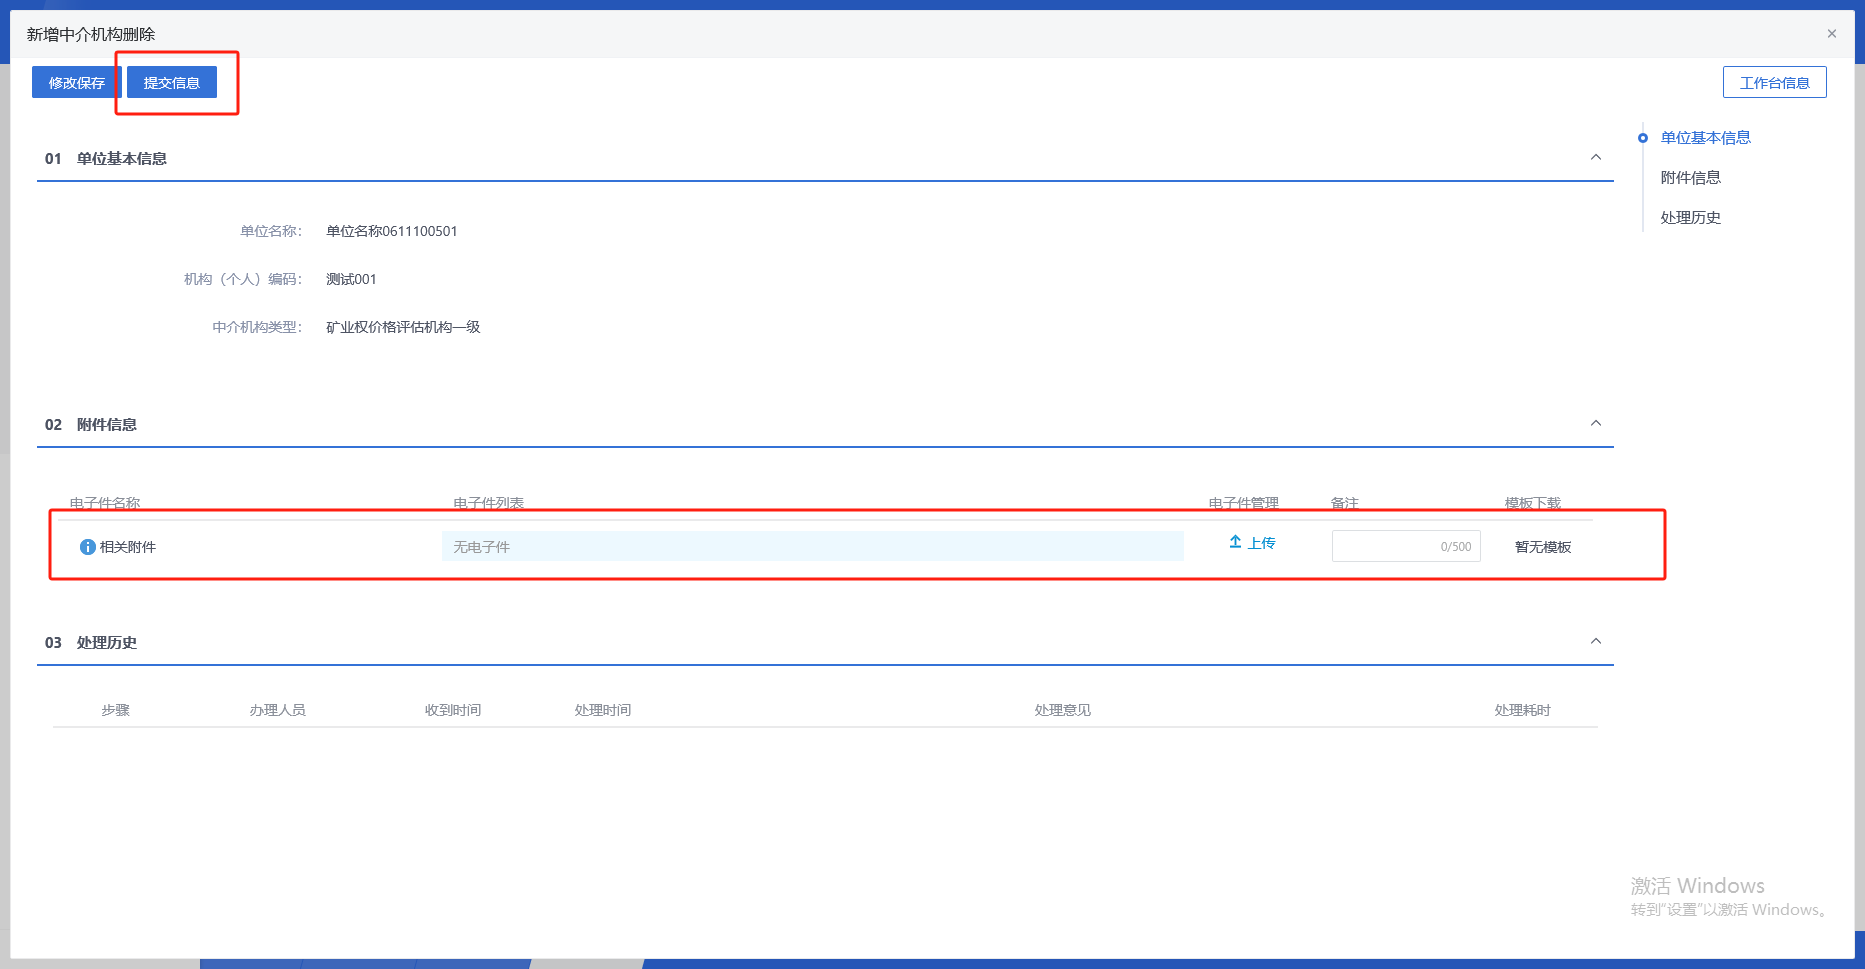 新增中介机构删除
×
修改保存
提交信息
工作台信息
单位基本信息
附件信息
处理历史
01 单位基本信息
单位名称： 单位名称0611100501
机构（个人）编码： 测试001
中介机构类型： 矿业权价格评估机构一级
02 附件信息
电子件名称 电子件列表 电子件管理 备注 模板下载
相关附件 无电子件 上传 0/500 暂无模板
03 处理历史
步骤 办理人员 收到时间 处理时间 处理意见 处理耗时
激活 Windows
转到"设置"以激活 Windows。